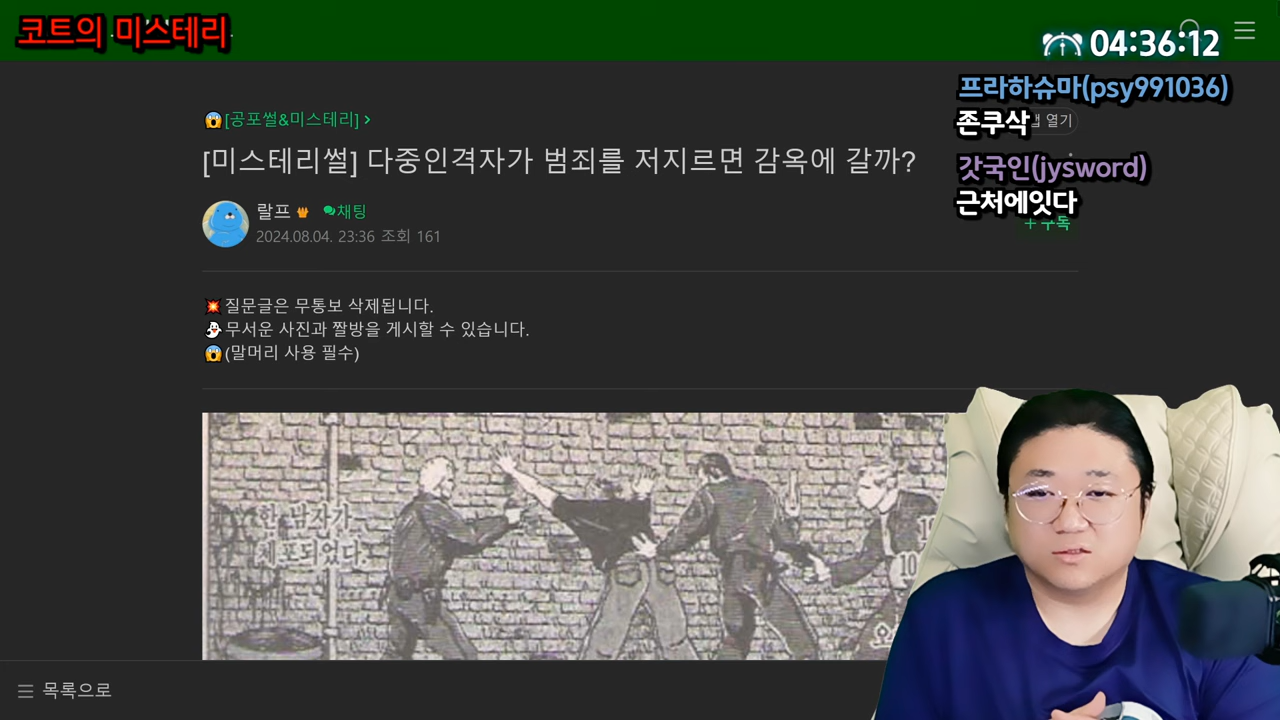 코트의 미스테리
04:36:12
프라하슈마(psy991036)
존쿠삭
앱 열기
갓국인(jysword)
근처에잇다
+ 구독
😱[공포썰&미스테리] >
[미스테리썰] 다중인격자가 범죄를 저지르면 감옥에 갈까?
랄프 채팅
2024.08.04. 23:36 조회 161
💥질문글은 무통보 삭제됩니다.
👻무서운 사진과 짤방을 게시할 수 있습니다.
😱(말머리 사용 필수)
한 남자가
체포되었다
목록으로